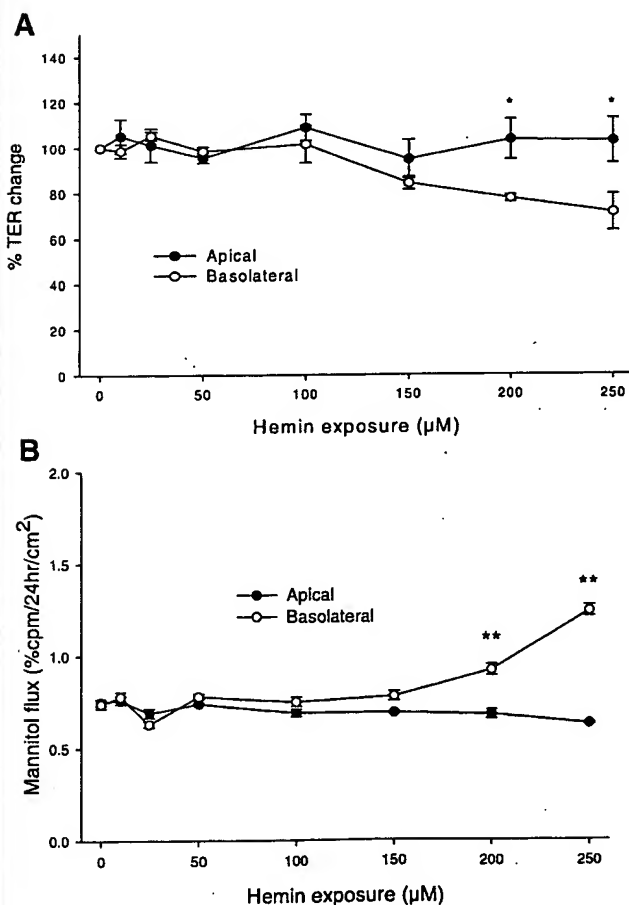 A
140
120
100
80
60
40
20
0
% TER change
* *
Apical
Basolateral
0 50 100 150 200 250
Hemin exposure (µM)
B
2.0
1.5
1.0
0.5
0.0
Mannitol flux (%cpm/24hr/cm²)
Apical
Basolateral
**
**
0 50 100 150 200 250
Hemin exposure (µM)